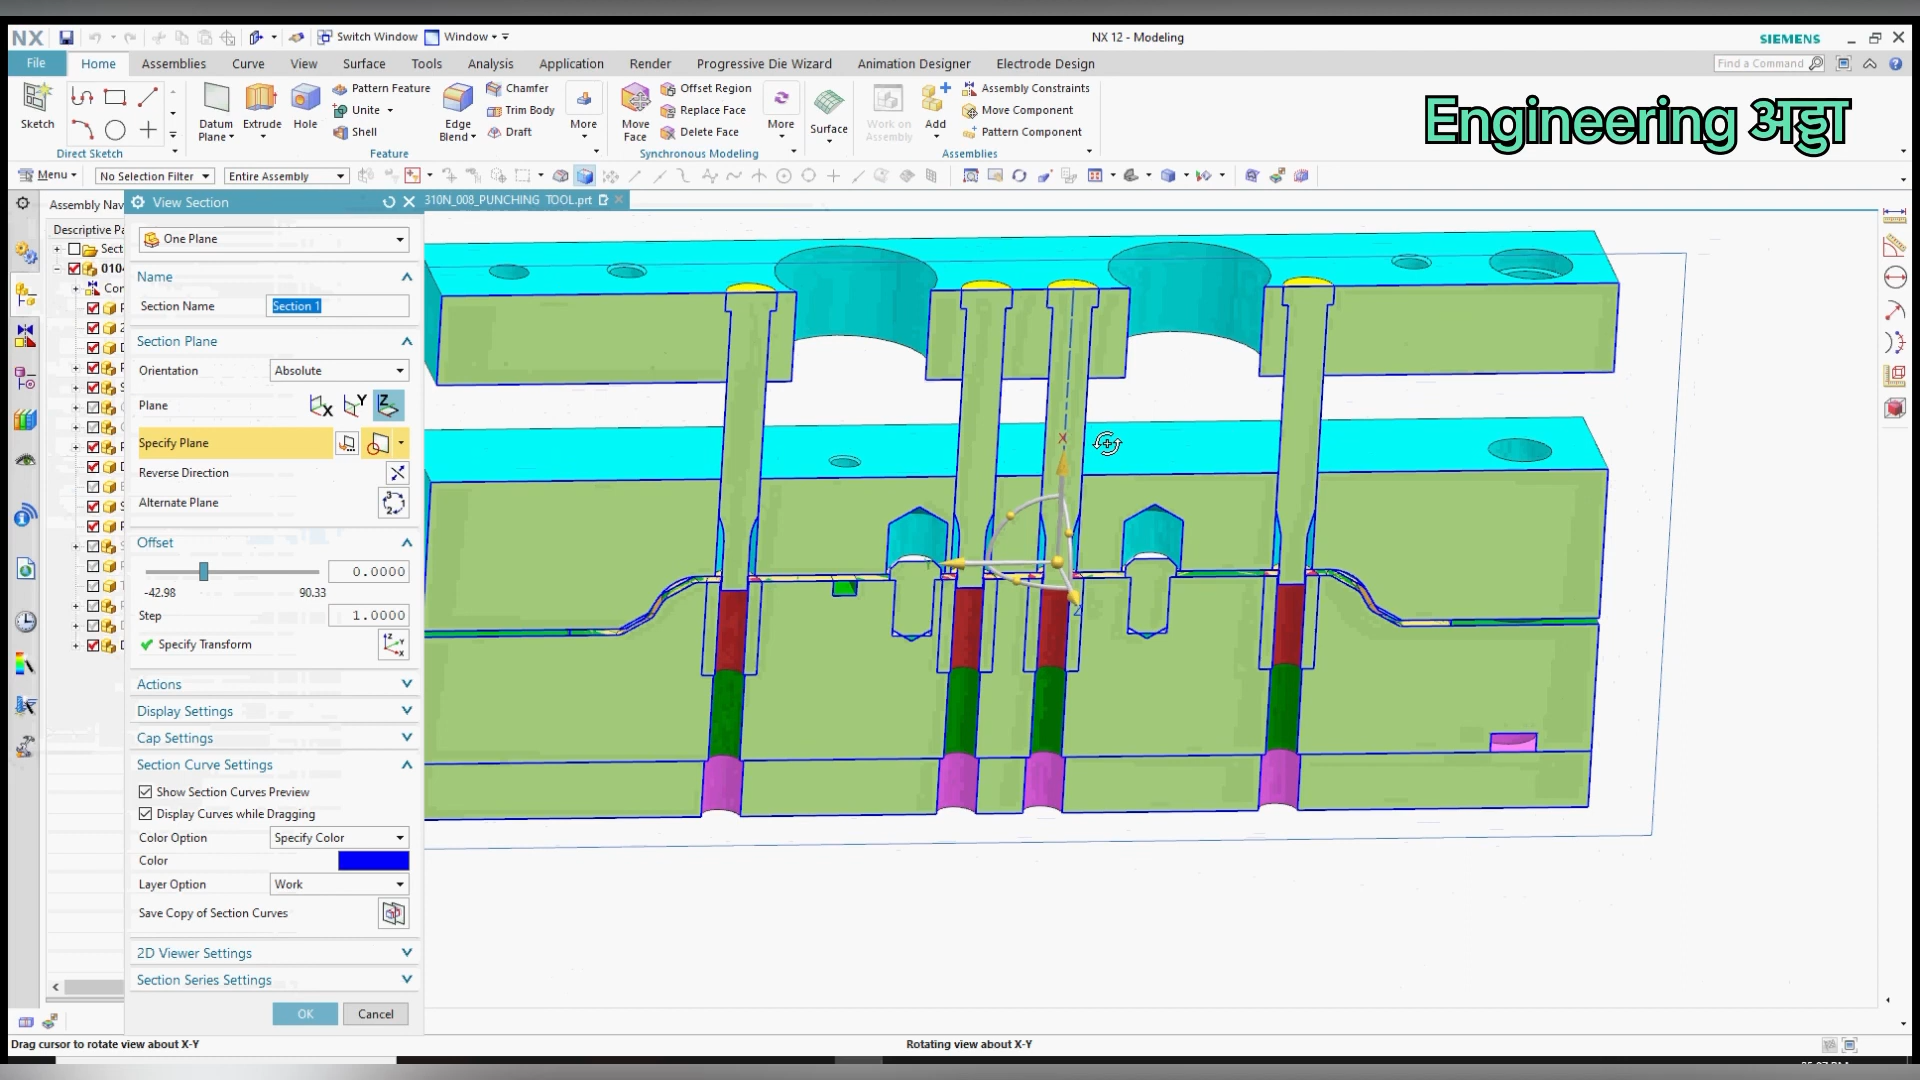 NX
Switch Window
Window
NX 12 - Modeling
SIEMENS
File
Home
Assemblies
Curve
View
Surface
Tools
Analysis
Application
Render
Progressive Die Wizard
Animation Designer
Electrode Design
Find a Command
Sketch
Direct Sketch
Datum
Plane
Extrude
Hole
Pattern Feature
Unite
Shell
Edge
Blend
Chamfer
Trim Body
Draft
More
Feature
Move
Face
Offset Region
Replace Face
Delete Face
More
Synchronous Modeling
Surface
Work on
Assembly
Add
Assembly Constraints
Move Component
Pattern Component
Assemblies
Engineering अड्डा
Menu
No Selection Filter
Entire Assembly
Assembly Nav
Descriptive Pa
Sect
0104
Con
View Section
310N_008_PUNCHING TOOL.prt
One Plane
Name
Section Name
Section 1
Section Plane
Orientation
Absolute
Plane
X
Y
Z
Specify Plane
Reverse Direction
Alternate Plane
Offset
0.0000
-42.98
90.33
Step
1.0000
Specify Transform
Actions
Display Settings
Cap Settings
Section Curve Settings
Show Section Curves Preview
Display Curves while Dragging
Color Option
Specify Color
Color
Layer Option
Work
Save Copy of Section Curves
2D Viewer Settings
Section Series Settings
OK
Cancel
X
Z
Drag cursor to rotate view about X-Y
Rotating view about X-Y